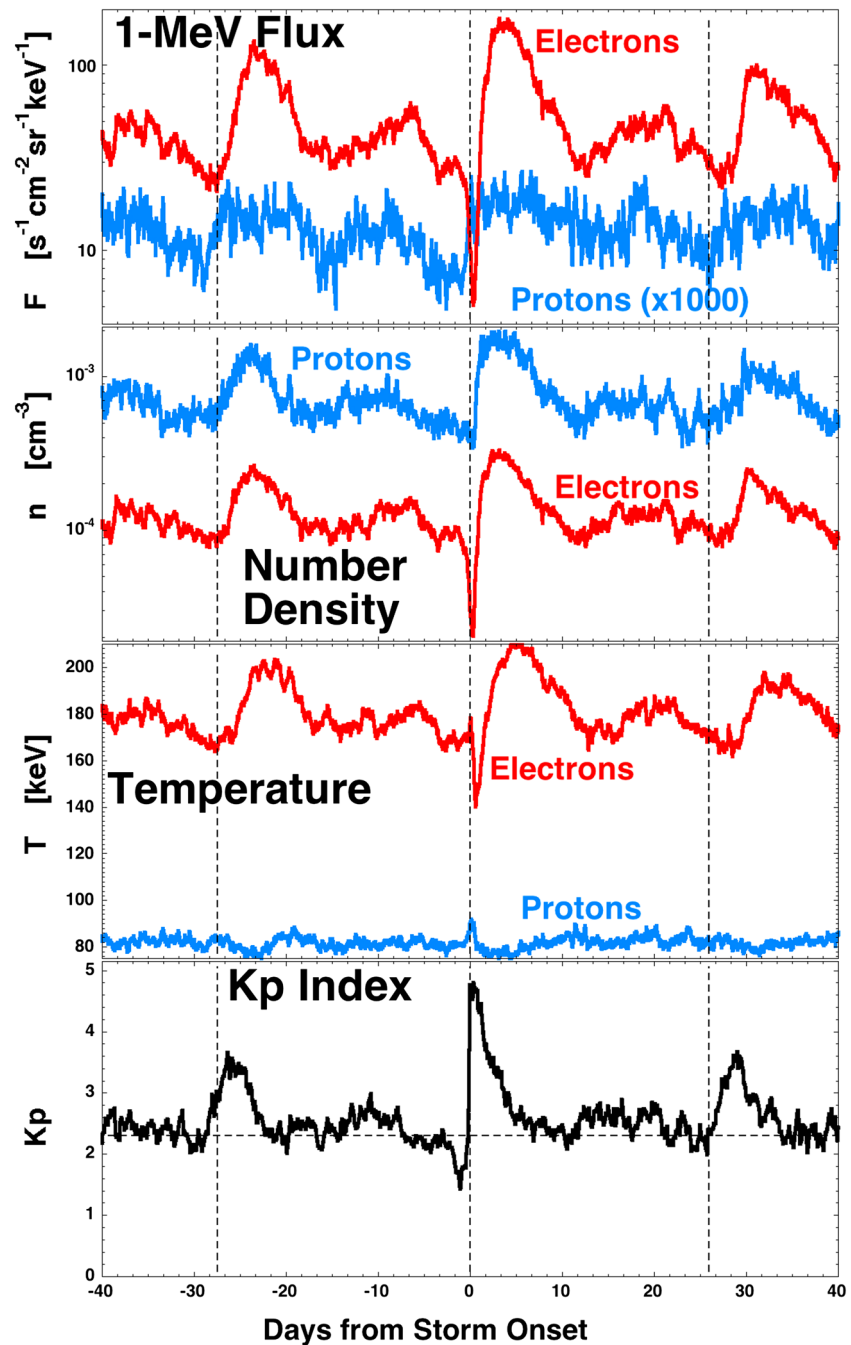 1-MeV Flux
Electrons
Protons (x1000)
100
10
F [s⁻¹cm⁻²sr⁻¹keV⁻¹]
Protons
Electrons
Number
Density
10⁻³
10⁻⁴
n [cm⁻³]
Electrons
Temperature
Protons
200
180
160
140
120
100
80
T [keV]
Kp Index
5
4
3
2
1
0
Kp
-40 -30 -20 -10 0 10 20 30 40
Days from Storm Onset